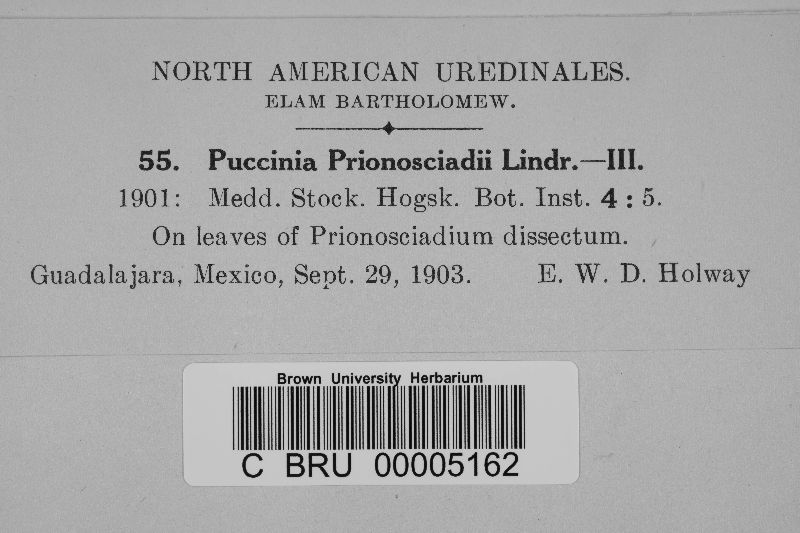 NORTH AMERICAN UREDINALES.
ELAM BARTHOLOMEW.
55. Puccinia Prionosciadii Lindr.—III.
1901: Medd. Stock. Hogsk. Bot. Inst. 4 : 5.
On leaves of Prionosciadium dissectum.
Guadalajara, Mexico, Sept. 29, 1903. E. W. D. Holway
Brown University Herbarium
C BRU 00005162